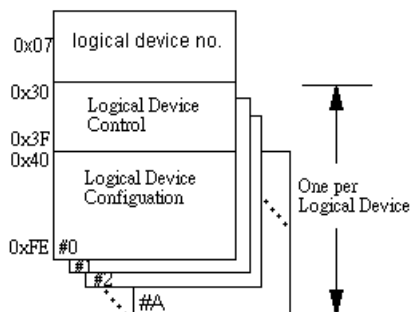 0x07
logical device no.
0x30
Logical Device
Control
0x3F
0x40
Logical Device
Configuation
One per
Logical Device
0xFE
#0
#2
#A